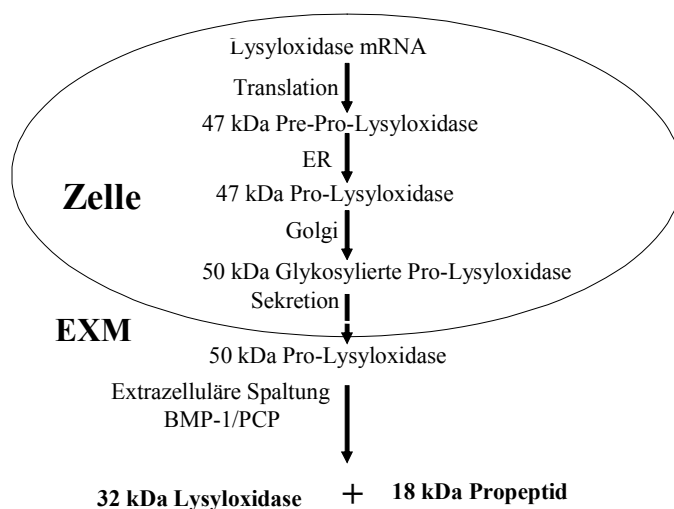 Lysyloxidase mRNA
Translation
47 kDa Pre-Pro-Lysyloxidase
ER
Zelle
47 kDa Pro-Lysyloxidase
Golgi
50 kDa Glykosylierte Pro-Lysyloxidase
Sekretion
EXM
50 kDa Pro-Lysyloxidase
Extrazelluläre Spaltung
BMP-1/PCP
32 kDa Lysyloxidase + 18 kDa Propeptid